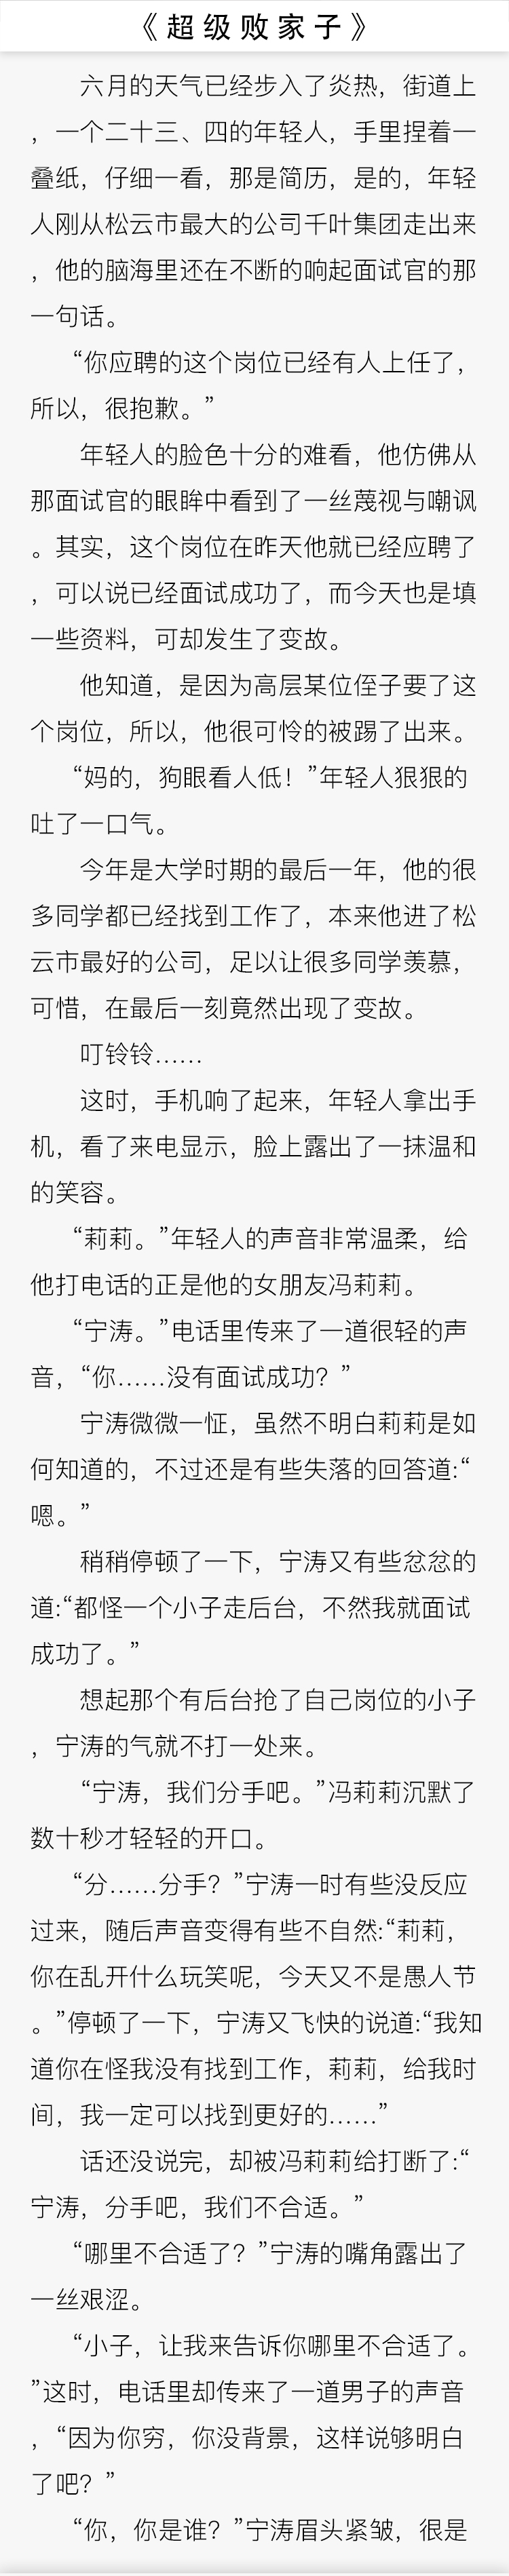 《超级败家子》
六月的天气已经步入了炎热，街道上
，一个二十三、四的年轻人，手里捏着一
叠纸，仔细一看，那是简历，是的，年轻
人刚从松云市最大的公司千叶集团走出来
，他的脑海里还在不断的响起面试官的那
一句话。
“你应聘的这个岗位已经有人上任了，
所以，很抱歉。”
年轻人的脸色十分的难看，他仿佛从
那面试官的眼眸中看到了一丝蔑视与嘲讽
。其实，这个岗位在昨天他就已经应聘了
，可以说已经面试成功了，而今天也是填
一些资料，可却发生了变故。
他知道，是因为高层某位侄子要了这
个岗位，所以，他很可怜的被踢了出来。
“妈的，狗眼看人低！”年轻人狠狠的
吐了一口气。
今年是大学时期的最后一年，他的很
多同学都已经找到工作了，本来他进了松
云市最好的公司，足以让很多同学羡慕，
可惜，在最后一刻竟然出现了变故。
叮铃铃……
这时，手机响了起来，年轻人拿出手
机，看了来电显示，脸上露出了一抹温和
的笑容。
“莉莉。”年轻人的声音非常温柔，给
他打电话的正是他的女朋友冯莉莉。
“宁涛。”电话里传来了一道很轻的声
音，“你……没有面试成功？”
宁涛微微一怔，虽然不明白莉莉是如
何知道的，不过还是有些失落的回答道:“
嗯。”
稍稍停顿了一下，宁涛又有些忿忿的
道:“都怪一个小子走后台，不然我就面试
成功了。”
想起那个有后台抢了自己岗位的小子
，宁涛的气就不打一处来。
“宁涛，我们分手吧。”冯莉莉沉默了
数十秒才轻轻的开口。
“分……分手？”宁涛一时有些没反应
过来，随后声音变得有些不自然:“莉莉，
你在乱开什么玩笑呢，今天又不是愚人节
。”停顿了一下，宁涛又飞快的说道:“我知
道你在怪我没有找到工作，莉莉，给我时
间，我一定可以找到更好的……”
话还没说完，却被冯莉莉给打断了:“
宁涛，分手吧，我们不合适。”
“哪里不合适了？”宁涛的嘴角露出了
一丝艰涩。
“小子，让我来告诉你哪里不合适了。
”这时，电话里却传来了一道男子的声音
，“因为你穷，你没背景，这样说够明白
了吧？”
“你，你是谁？”宁涛眉头紧皱，很是